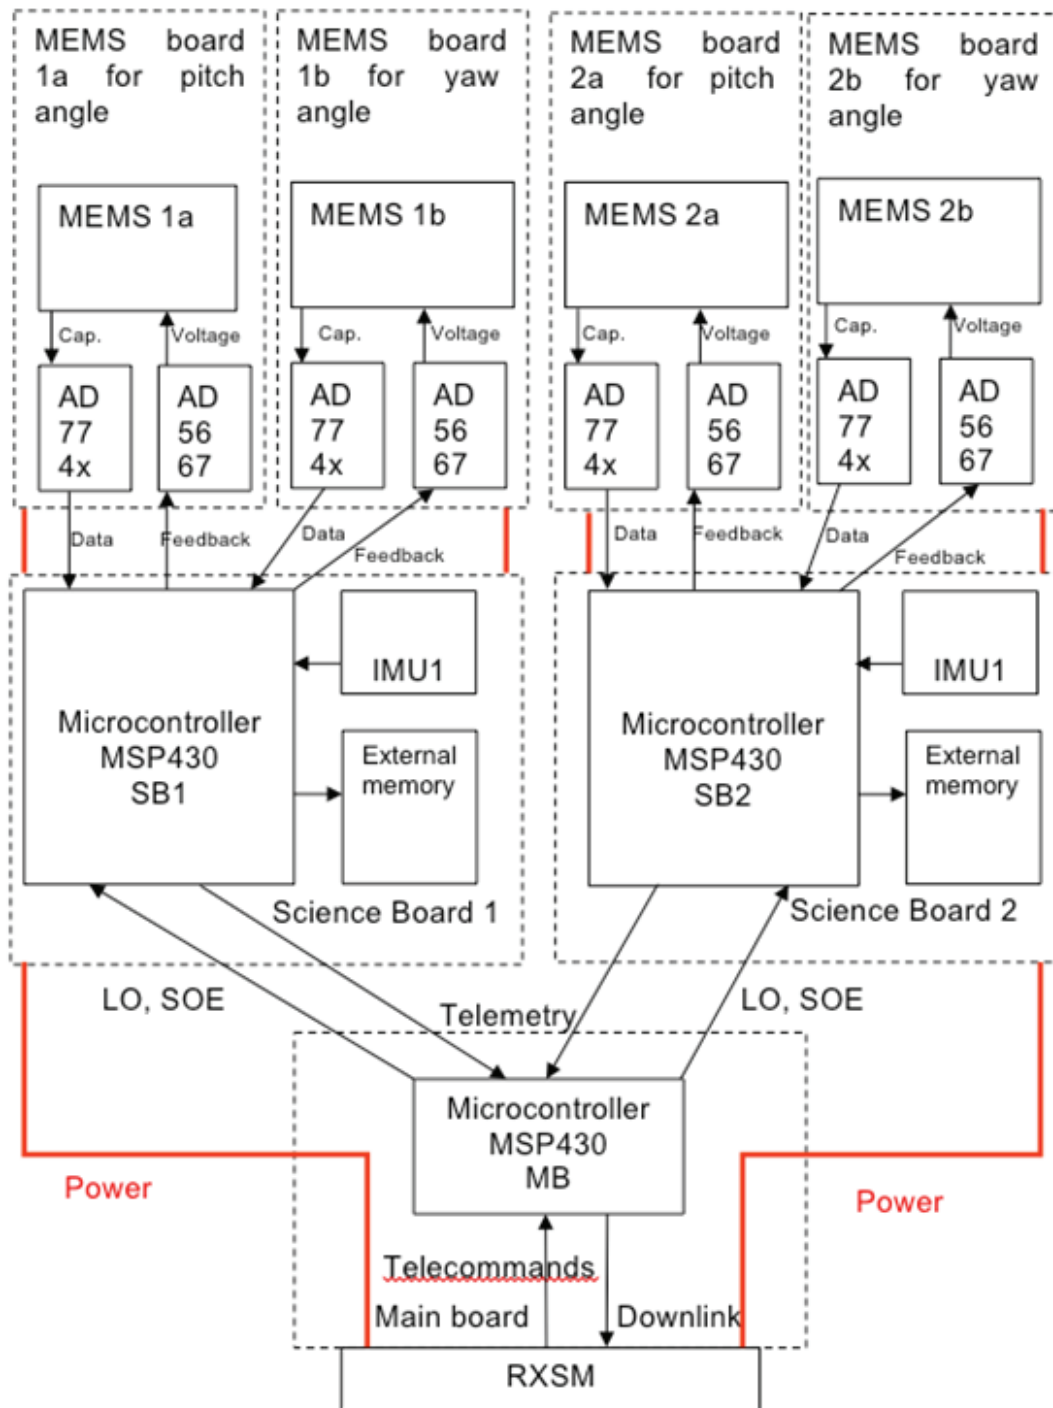 MEMS board
1a for pitch
angle
MEMS board
1b for yaw
angle
MEMS board
2a for pitch
angle
MEMS board
2b for yaw
angle
MEMS 1a
MEMS 1b
MEMS 2a
MEMS 2b
Cap.
Voltage
Cap.
Voltage
Cap.
Voltage
Cap.
Voltage
AD
77
4x
AD
56
67
AD
77
4x
AD
56
67
AD
77
4x
AD
56
67
AD
77
4x
AD
56
67
Data
Feedback
Data
Feedback
Data
Feedback
Data
Feedback
Microcontroller
MSP430
SB1
IMU1
External
memory
Science Board 1
Microcontroller
MSP430
SB2
IMU1
External
memory
Science Board 2
LO, SOE
Telemetry
LO, SOE
Microcontroller
MSP430
MB
Power
Power
Telecommands
Main board
Downlink
RXSM